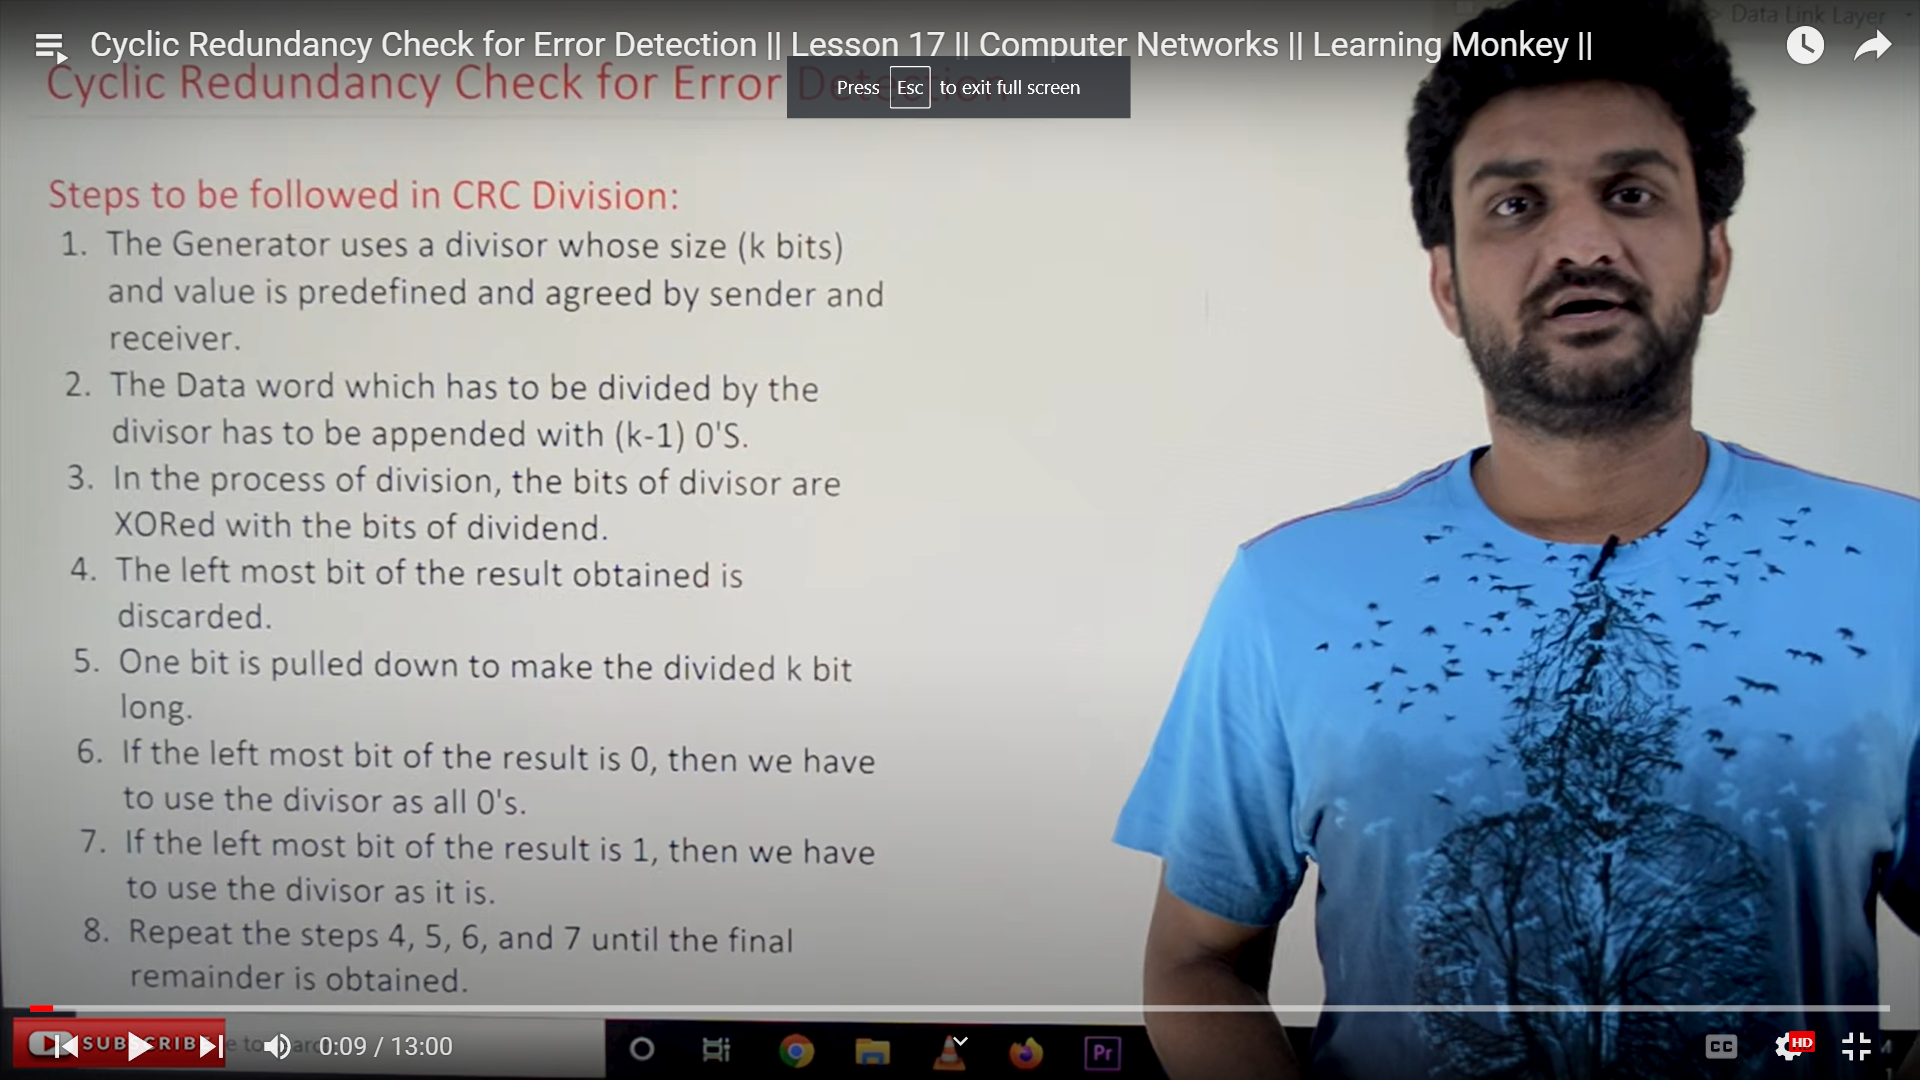 Data Link Layer
Cyclic Redundancy Check for Error Detection || Lesson 17 || Computer Networks || Learning Monkey ||
Cyclic Redundancy Check for Error Detection
Press Esc to exit full screen
Steps to be followed in CRC Division:
1. The Generator uses a divisor whose size (k bits)
and value is predefined and agreed by sender and
receiver.
2. The Data word which has to be divided by the
divisor has to be appended with (k-1) 0'S.
3. In the process of division, the bits of divisor are
XORed with the bits of dividend.
4. The left most bit of the result obtained is
discarded.
5. One bit is pulled down to make the divided k bit
long.
6. If the left most bit of the result is 0, then we have
to use the divisor as all 0's.
7. If the left most bit of the result is 1, then we have
to use the divisor as it is.
8. Repeat the steps 4, 5, 6, and 7 until the final
remainder is obtained.
SUBSCRIBE
0:09 / 13:00
Pr
CC
HD